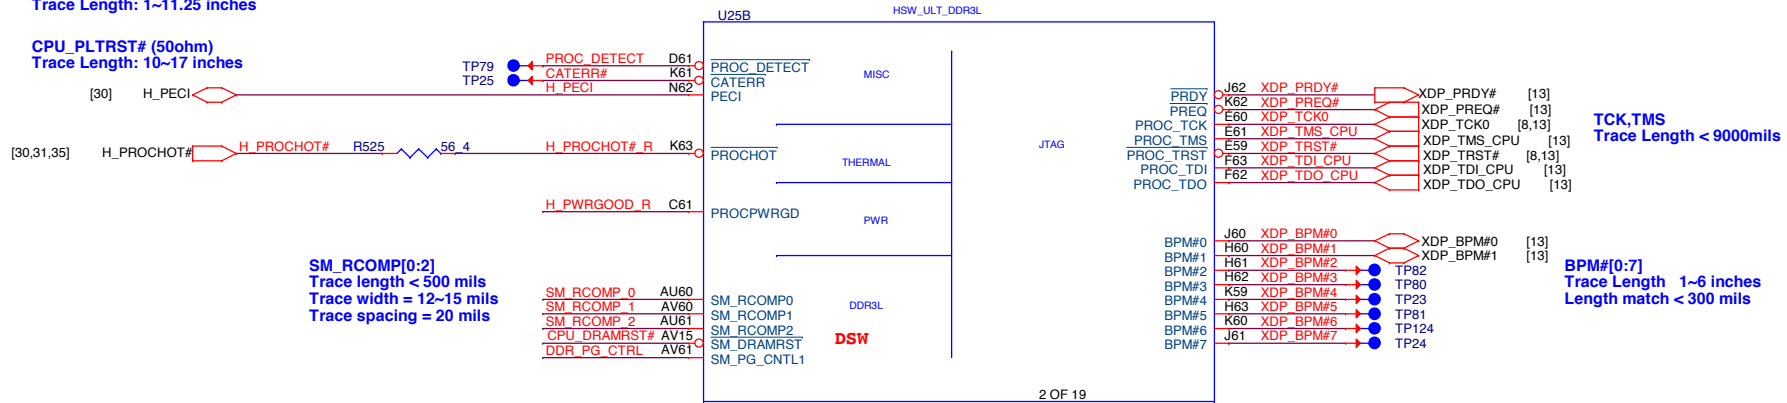 Trace Length: 1~11.25 inches
CPU_PLTRST# (50ohm)
Trace Length: 10~17 inches
U25B
HSW_ULT_DDR3L
TP79 PROC_DETECT D61 PROC_DETECT
TP25 CATERR# K61 CATERR
[30] H_PECI H_PECI N62 PECI
MISC
[30,31,35] H_PROCHOT# H_PROCHOT# R525 56_4 H_PROCHOT#_R K63 PROCHOT
THERMAL
H_PWRGOOD_R C61 PROCPWRGD
PWR
SM_RCOMP[0:2]
Trace length < 500 mils
Trace width = 12~15 mils
Trace spacing = 20 mils
SM_RCOMP_0 AU60 SM_RCOMP0
SM_RCOMP_1 AV60 SM_RCOMP1
SM_RCOMP_2 AU61 SM_RCOMP2
CPU_DRAMRST# AV15 SM_DRAMRST
DDR_PG_CTRL AV61 SM_PG_CNTL1
DDR3L
DSW
JTAG
PRDY J62 XDP_PRDY# XDP_PRDY# [13]
PREQ K62 XDP_PREQ# XDP_PREQ# [13]
PROC_TCK E60 XDP_TCK0 XDP_TCK0 [8,13]
PROC_TMS E61 XDP_TMS_CPU XDP_TMS_CPU [13]
PROC_TRST E59 XDP_TRST# XDP_TRST# [8,13]
PROC_TDI F63 XDP_TDI_CPU XDP_TDI_CPU [13]
PROC_TDO F62 XDP_TDO_CPU XDP_TDO_CPU [13]
TCK,TMS
Trace Length < 9000mils
BPM#0 J60 XDP_BPM#0 XDP_BPM#0 [13]
BPM#1 H60 XDP_BPM#1 XDP_BPM#1 [13]
BPM#2 H61 XDP_BPM#2 TP82
BPM#3 H62 XDP_BPM#3 TP80
BPM#4 K59 XDP_BPM#4 TP23
BPM#5 H63 XDP_BPM#5 TP81
BPM#6 K60 XDP_BPM#6 TP124
BPM#7 J61 XDP_BPM#7 TP24
BPM#[0:7]
Trace Length 1~6 inches
Length match < 300 mils
2 OF 19